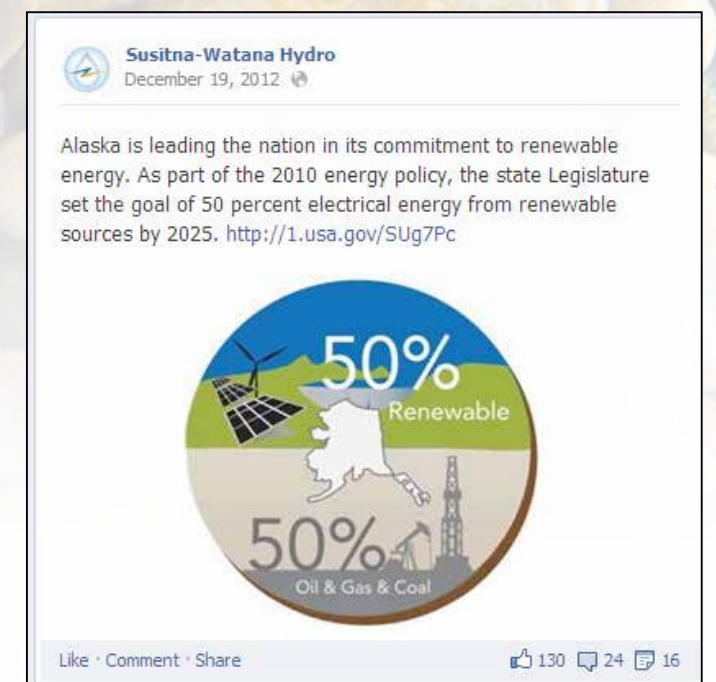 Susitna-Watana Hydro
December 19, 2012
Alaska is leading the nation in its commitment to renewable
energy. As part of the 2010 energy policy, the state Legislature
set the goal of 50 percent electrical energy from renewable
sources by 2025. http://1.usa.gov/SUg7Pc
50%
Renewable
50%
Oil & Gas & Coal
Like · Comment · Share 130 24 16